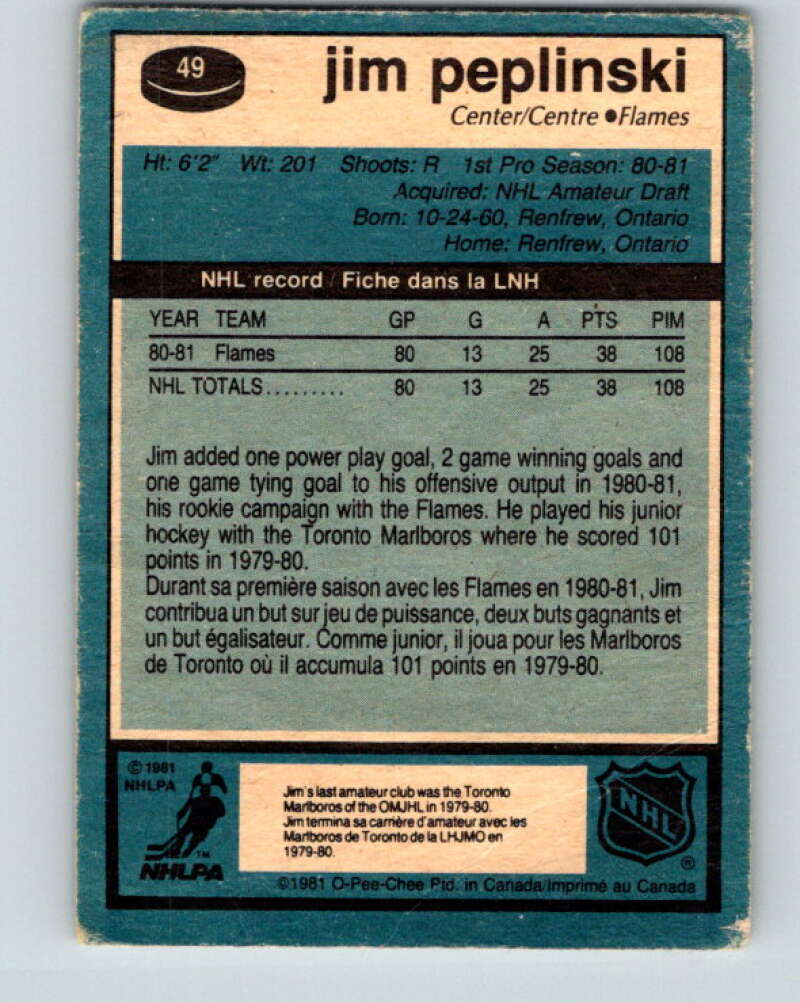 49
jim peplinski
Center/Centre ●Flames
Ht: 6'2" Wt: 201 Shoots: R 1st Pro Season: 80-81
Acquired: NHL Amateur Draft
Born: 10-24-60, Renfrew, Ontario
Home: Renfrew, Ontario
NHL record / Fiche dans la LNH
YEAR TEAM GP G A PTS PIM
80-81 Flames 80 13 25 38 108
NHL TOTALS......... 80 13 25 38 108
Jim added one power play goal, 2 game winning goals and
one game tying goal to his offensive output in 1980-81,
his rookie campaign with the Flames. He played his junior
hockey with the Toronto Marlboros where he scored 101
points in 1979-80.
Durant sa première saison avec les Flames en 1980-81, Jim
contribua un but sur jeu de puissance, deux buts gagnants et
un but égalisateur. Comme junior, il joua pour les Marlboros
de Toronto où il accumula 101 points en 1979-80.
© 1981
NHLPA
TM
NHLPA
Jim's last amateur club was the Toronto
Marlboros of the OMJHL in 1979-80.
Jim termina sa carrière d'amateur avec les
Marlboros de Toronto de la LHJMO en
1979-80.
NHL
®
©1981 O-Pee-Chee Ptd. in Canada/Imprimé au Canada